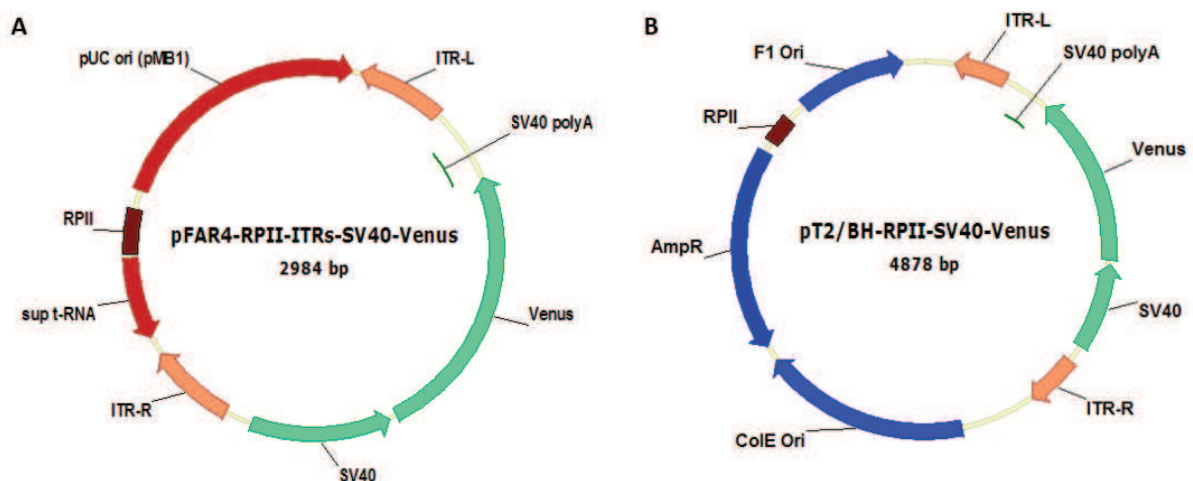 A
pUC ori (pMB1)
ITR-L
SV40 polyA
RPII
pFAR4-RPII-ITRs-SV40-Venus
2984 bp
sup t-RNA
Venus
ITR-R
SV40
B
ITR-L
F1 Ori
SV40 polyA
RPII
Venus
pT2/BH-RPII-SV40-Venus
AmpR
4878 bp
SV40
ITR-R
ColE Ori